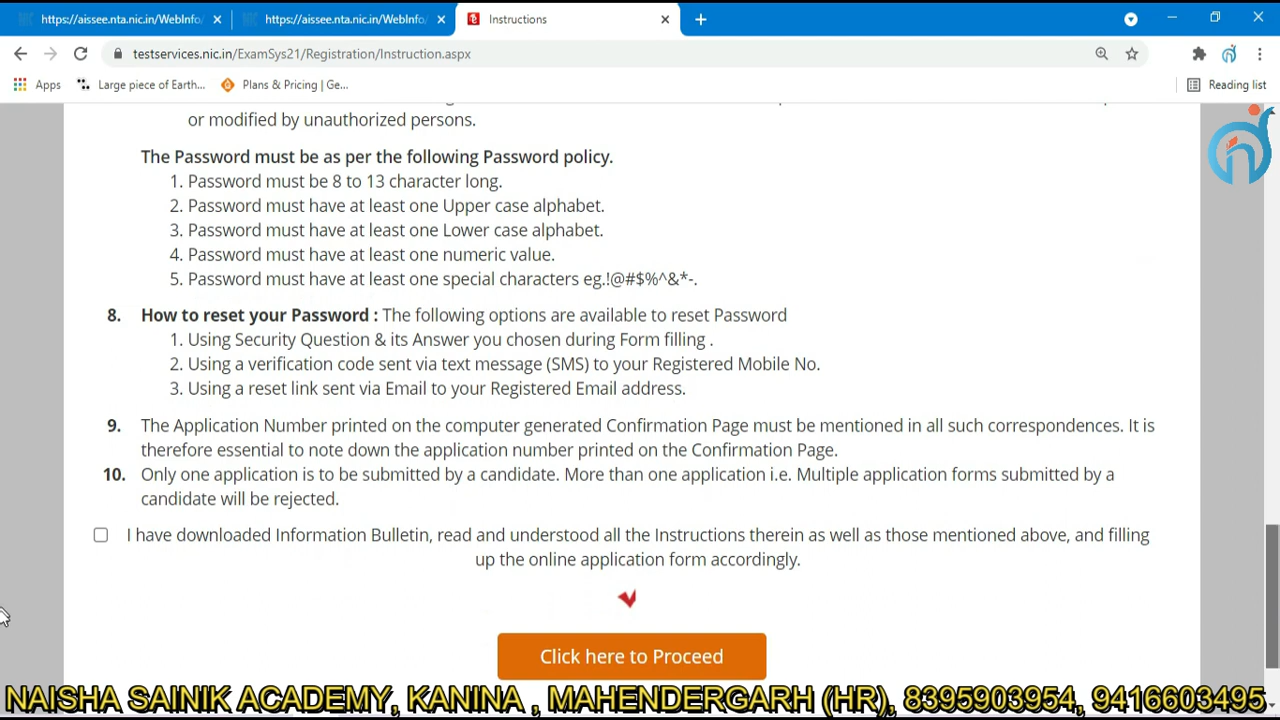 https://aissee.nta.nic.in/WebInfo/
https://aissee.nta.nic.in/WebInfo/
Instructions
testservices.nic.in/ExamSys21/Registration/Instruction.aspx
Apps
Large piece of Earth...
Plans & Pricing | Ge...
Reading list
or modified by unauthorized persons.
The Password must be as per the following Password policy.
1. Password must be 8 to 13 character long.
2. Password must have at least one Upper case alphabet.
3. Password must have at least one Lower case alphabet.
4. Password must have at least one numeric value.
5. Password must have at least one special characters eg.!@#$%^&*-.
8. How to reset your Password : The following options are available to reset Password
1. Using Security Question & its Answer you chosen during Form filling .
2. Using a verification code sent via text message (SMS) to your Registered Mobile No.
3. Using a reset link sent via Email to your Registered Email address.
9. The Application Number printed on the computer generated Confirmation Page must be mentioned in all such correspondences. It is
therefore essential to note down the application number printed on the Confirmation Page.
10. Only one application is to be submitted by a candidate. More than one application i.e. Multiple application forms submitted by a
candidate will be rejected.
I have downloaded Information Bulletin, read and understood all the Instructions therein as well as those mentioned above, and filling
up the online application form accordingly.
Click here to Proceed
NAISHA SAINIK ACADEMY, KANINA , MAHENDERGARH (HR), 8395903954, 9416603495